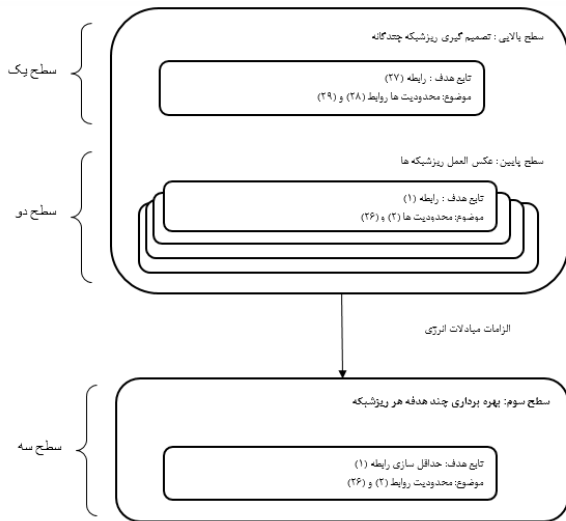 سطح بالایی : تصمیم گیری ریزشبکه چندگانه
سطح یک
تابع هدف : رابطه (۲۷)
موضوع: محدودیت ها روابط (۲۸) و (۲۹)
سطح پایین: عکس العمل ریزشبکه ها
سطح دو
تابع هدف : رابطه (۱)
موضوع: محدودیت ها (۲) و (۲۶)
الزامات مبادلات انرژی
سطح سوم: بهره برداری چند هدفه هر ریزشبکه
سطح سه
تابع هدف: حداقل سازی رابطه (۱)
موضوع: محدودیت روابط (۲) و (۲۶)